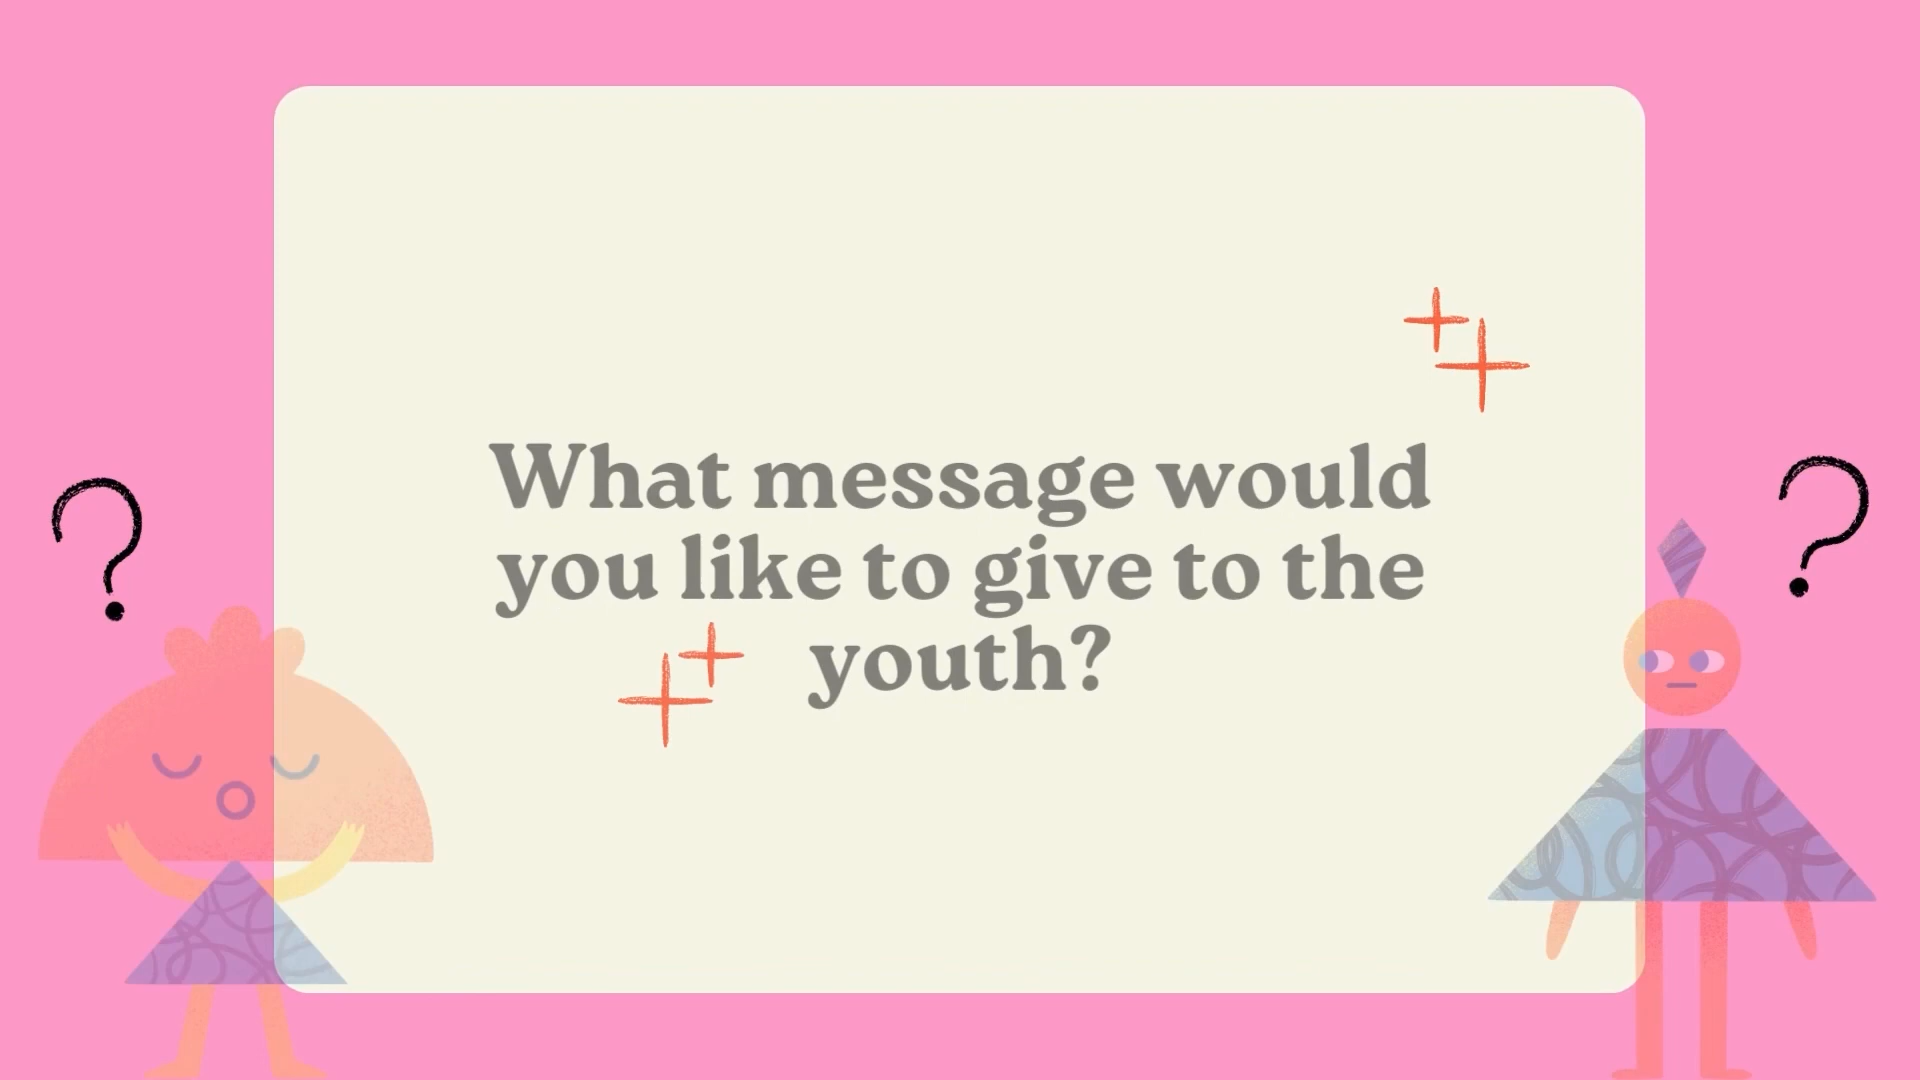 What message would
you like to give to the
youth?
?
?